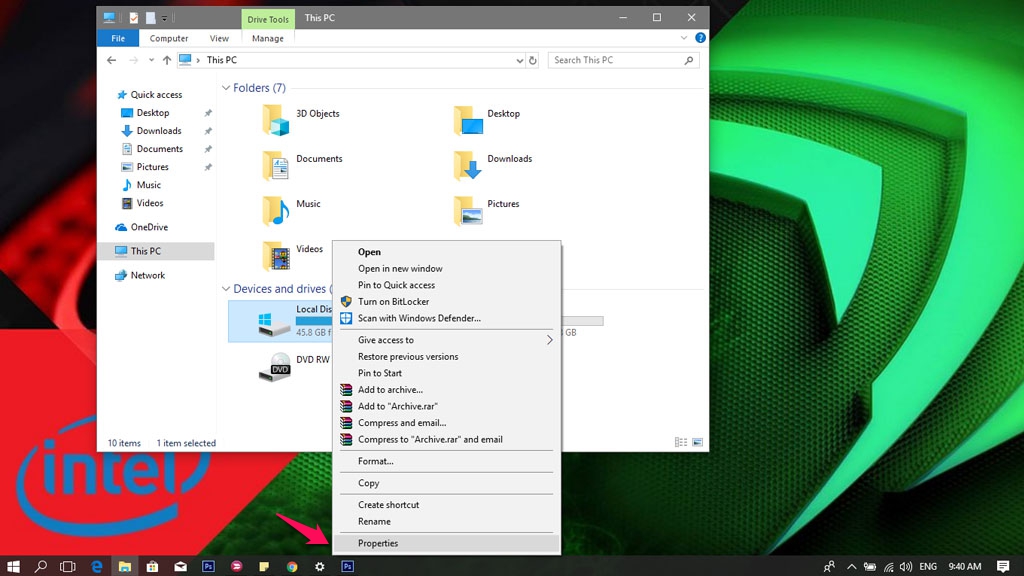 Drive Tools
This PC
File
Computer
View
Manage
This PC
Search This PC
Quick access
Desktop
Downloads
Documents
Pictures
Music
Videos
OneDrive
This PC
Network
Folders (7)
3D Objects
Desktop
Documents
Downloads
Music
Pictures
Videos
Devices and drives (
Local Dis
45.8 GB f
GB
DVD RW
DVD
Open
Open in new window
Pin to Quick access
Turn on BitLocker
Scan with Windows Defender...
Give access to
Restore previous versions
Pin to Start
Add to archive...
Add to "Archive.rar"
Compress and email...
Compress to "Archive.rar" and email
Format...
Copy
Create shortcut
Rename
Properties
10 items
1 item selected
intel
Ps
Ps
ENG
9:40 AM